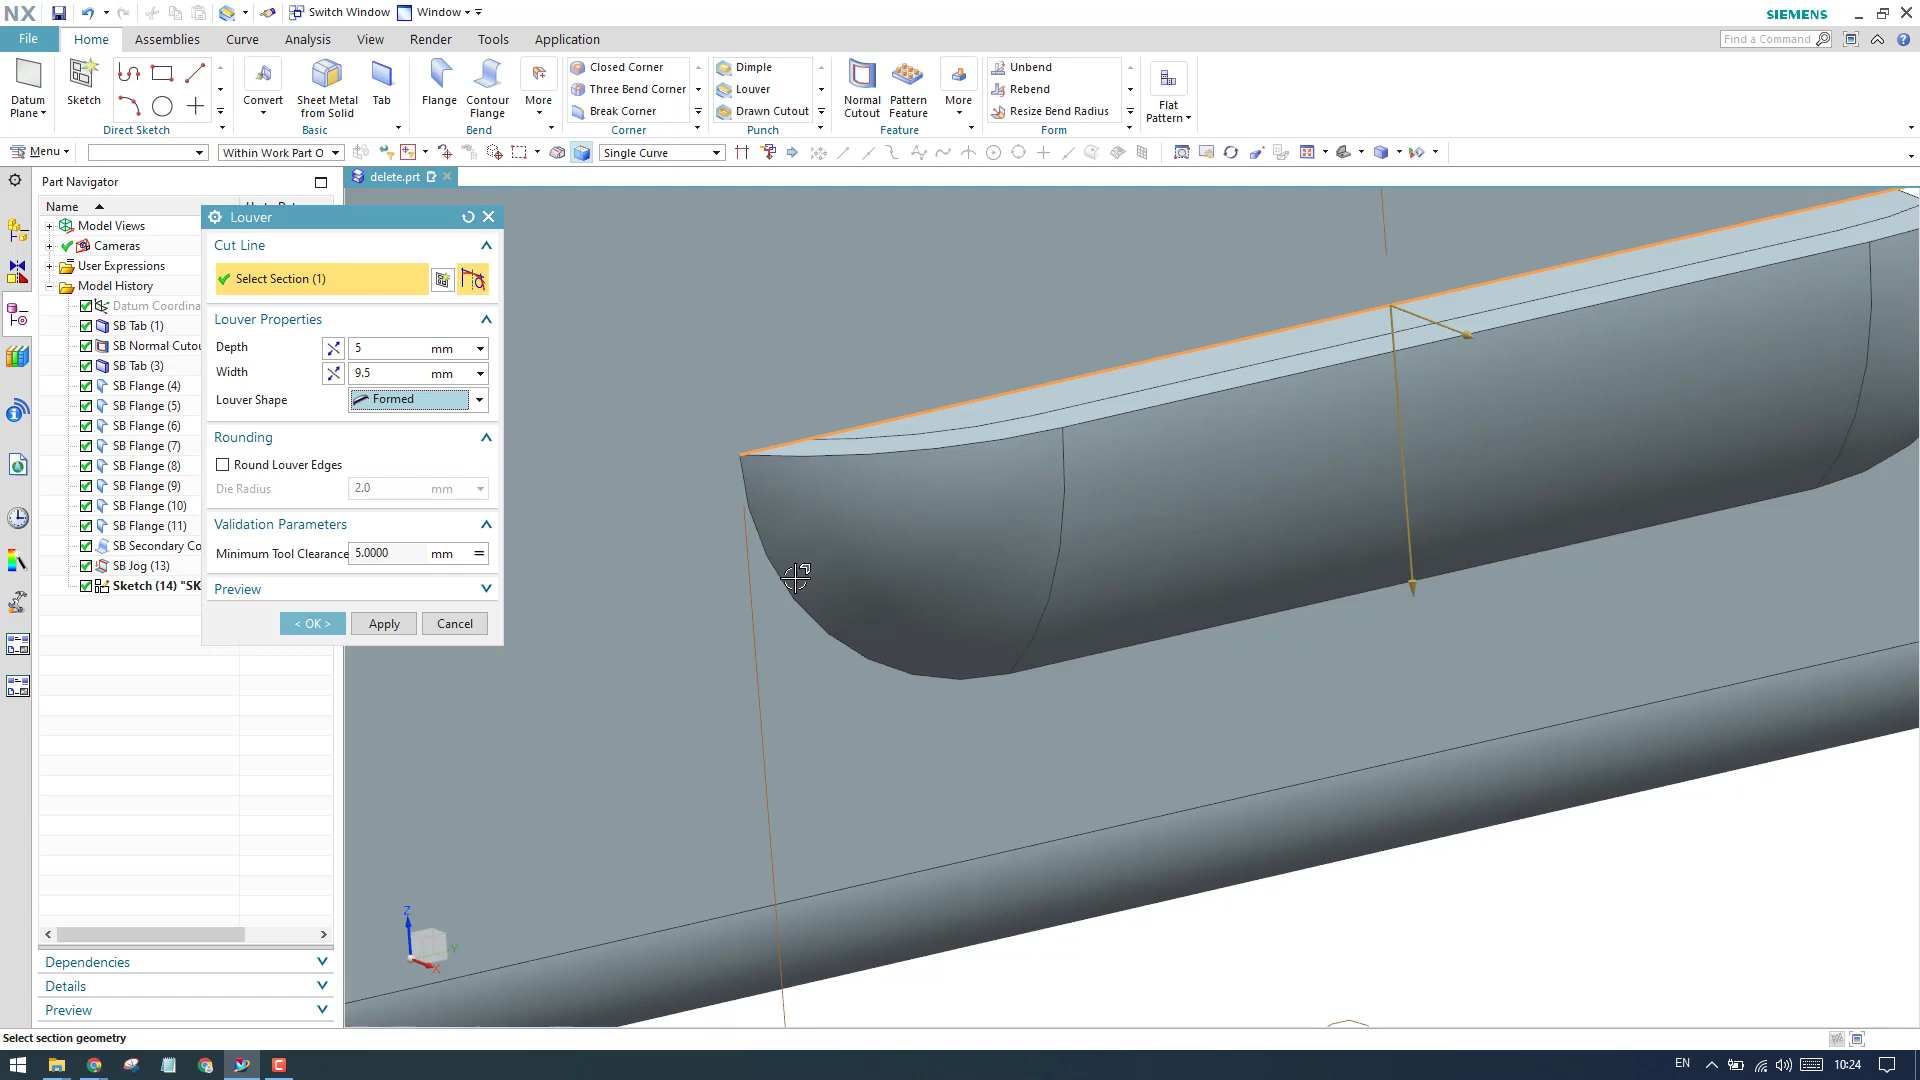 NX
Switch Window
Window
SIEMENS
File
Home
Assemblies
Curve
Analysis
View
Render
Tools
Application
Find a Command
Datum Plane
Sketch
Convert
Sheet Metal from Solid
Tab
Flange
Contour Flange
More
Closed Corner
Three Bend Corner
Break Corner
Dimple
Louver
Drawn Cutout
Normal Cutout
Pattern Feature
More
Unbend
Rebend
Resize Bend Radius
Flat Pattern
Direct Sketch
Basic
Bend
Corner
Punch
Feature
Form
Menu
Within Work Part O
Single Curve
Part Navigator
delete.prt
Name
Model Views
Cameras
User Expressions
Model History
Datum Coordina
SB Tab (1)
SB Normal Cuto
SB Tab (3)
SB Flange (4)
SB Flange (5)
SB Flange (6)
SB Flange (7)
SB Flange (8)
SB Flange (9)
SB Flange (10)
SB Flange (11)
SB Secondary Co
SB Jog (13)
Sketch (14) "SK
Dependencies
Details
Preview
Louver
Cut Line
Select Section (1)
Louver Properties
Depth
5 mm
Width
9.5 mm
Louver Shape
Formed
Rounding
Round Louver Edges
Die Radius
2.0 mm
Validation Parameters
Minimum Tool Clearance
5.0000 mm
Preview
< OK >
Apply
Cancel
Z
Y
X
Select section geometry
EN
10:24